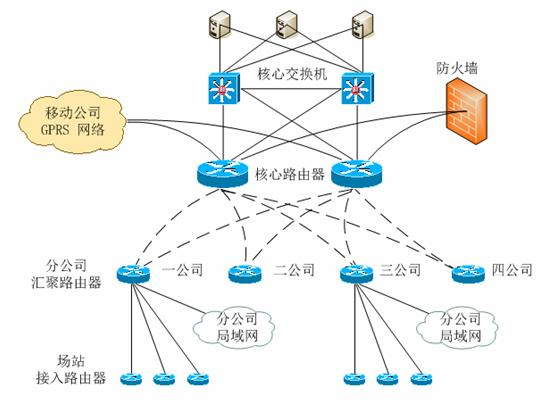 核心交换机
防火墙
移动公司
GPRS 网络
核心路由器
分公司
汇聚路由器
一公司
二公司
三公司
四公司
分公司
局域网
分公司
局域网
场站
接入路由器